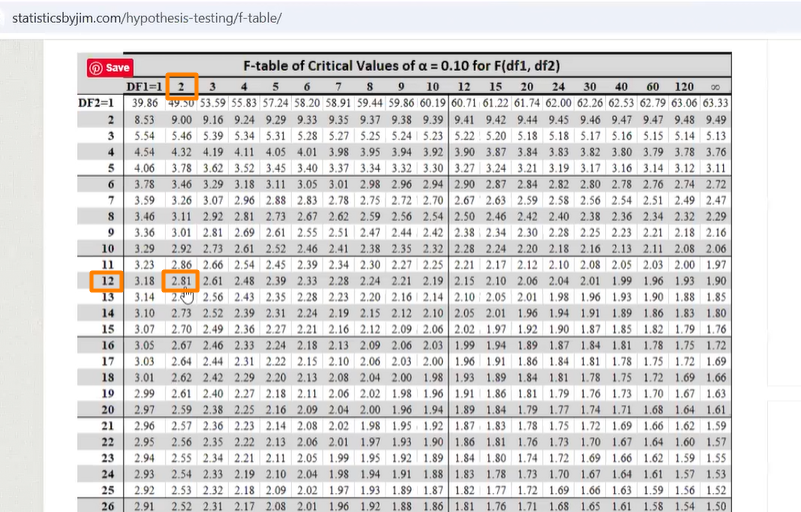 statisticsbyjim.com/hypothesis-testing/f-table/
Save
F-table of Critical Values of α = 0.10 for F(df1, df2)
DF1=1 2 3 4 5 6 7 8 9 10 12 15 20 24 30 40 60 120 ∞
DF2=1 39.86 49.50 53.59 55.83 57.24 58.20 58.91 59.44 59.86 60.19 60.71 61.22 61.74 62.00 62.26 62.53 62.79 63.06 63.33
2 8.53 9.00 9.16 9.24 9.29 9.33 9.35 9.37 9.38 9.39 9.41 9.42 9.44 9.45 9.46 9.47 9.47 9.48 9.49
3 5.54 5.46 5.39 5.34 5.31 5.28 5.27 5.25 5.24 5.23 5.22 5.20 5.18 5.18 5.17 5.16 5.15 5.14 5.13
4 4.54 4.32 4.19 4.11 4.05 4.01 3.98 3.95 3.94 3.92 3.90 3.87 3.84 3.83 3.82 3.80 3.79 3.78 3.76
5 4.06 3.78 3.62 3.52 3.45 3.40 3.37 3.34 3.32 3.30 3.27 3.24 3.21 3.19 3.17 3.16 3.14 3.12 3.11
6 3.78 3.46 3.29 3.18 3.11 3.05 3.01 2.98 2.96 2.94 2.90 2.87 2.84 2.82 2.80 2.78 2.76 2.74 2.72
7 3.59 3.26 3.07 2.96 2.88 2.83 2.78 2.75 2.72 2.70 2.67 2.63 2.59 2.58 2.56 2.54 2.51 2.49 2.47
8 3.46 3.11 2.92 2.81 2.73 2.67 2.62 2.59 2.56 2.54 2.50 2.46 2.42 2.40 2.38 2.36 2.34 2.32 2.29
9 3.36 3.01 2.81 2.69 2.61 2.55 2.51 2.47 2.44 2.42 2.38 2.34 2.30 2.28 2.25 2.23 2.21 2.18 2.16
10 3.29 2.92 2.73 2.61 2.52 2.46 2.41 2.38 2.35 2.32 2.28 2.24 2.20 2.18 2.16 2.13 2.11 2.08 2.06
11 3.23 2.86 2.66 2.54 2.45 2.39 2.34 2.30 2.27 2.25 2.21 2.17 2.12 2.10 2.08 2.05 2.03 2.00 1.97
12 3.18 2.81 2.61 2.48 2.39 2.33 2.28 2.24 2.21 2.19 2.15 2.10 2.06 2.04 2.01 1.99 1.96 1.93 1.90
13 3.14 2.56 2.43 2.35 2.28 2.23 2.20 2.16 2.14 2.10 2.05 2.01 1.98 1.96 1.93 1.90 1.88 1.85
14 3.10 2.73 2.52 2.39 2.31 2.24 2.19 2.15 2.12 2.10 2.05 2.01 1.96 1.94 1.91 1.89 1.86 1.83 1.80
15 3.07 2.70 2.49 2.36 2.27 2.21 2.16 2.12 2.09 2.06 2.02 1.97 1.92 1.90 1.87 1.85 1.82 1.79 1.76
16 3.05 2.67 2.46 2.33 2.24 2.18 2.13 2.09 2.06 2.03 1.99 1.94 1.89 1.87 1.84 1.81 1.78 1.75 1.72
17 3.03 2.64 2.44 2.31 2.22 2.15 2.10 2.06 2.03 2.00 1.96 1.91 1.86 1.84 1.81 1.78 1.75 1.72 1.69
18 3.01 2.62 2.42 2.29 2.20 2.13 2.08 2.04 2.00 1.98 1.93 1.89 1.84 1.81 1.78 1.75 1.72 1.69 1.66
19 2.99 2.61 2.40 2.27 2.18 2.11 2.06 2.02 1.98 1.96 1.91 1.86 1.81 1.79 1.76 1.73 1.70 1.67 1.63
20 2.97 2.59 2.38 2.25 2.16 2.09 2.04 2.00 1.96 1.94 1.89 1.84 1.79 1.77 1.74 1.71 1.68 1.64 1.61
21 2.96 2.57 2.36 2.23 2.14 2.08 2.02 1.98 1.95 1.92 1.87 1.83 1.78 1.75 1.72 1.69 1.66 1.62 1.59
22 2.95 2.56 2.35 2.22 2.13 2.06 2.01 1.97 1.93 1.90 1.86 1.81 1.76 1.73 1.70 1.67 1.64 1.60 1.57
23 2.94 2.55 2.34 2.21 2.11 2.05 1.99 1.95 1.92 1.89 1.84 1.80 1.74 1.72 1.69 1.66 1.62 1.59 1.55
24 2.93 2.54 2.33 2.19 2.10 2.04 1.98 1.94 1.91 1.88 1.83 1.78 1.73 1.70 1.67 1.64 1.61 1.57 1.53
25 2.92 2.53 2.32 2.18 2.09 2.02 1.97 1.93 1.89 1.87 1.82 1.77 1.72 1.69 1.66 1.63 1.59 1.56 1.52
26 2.91 2.52 2.31 2.17 2.08 2.01 1.96 1.92 1.88 1.86 1.81 1.76 1.71 1.68 1.65 1.61 1.58 1.54 1.50